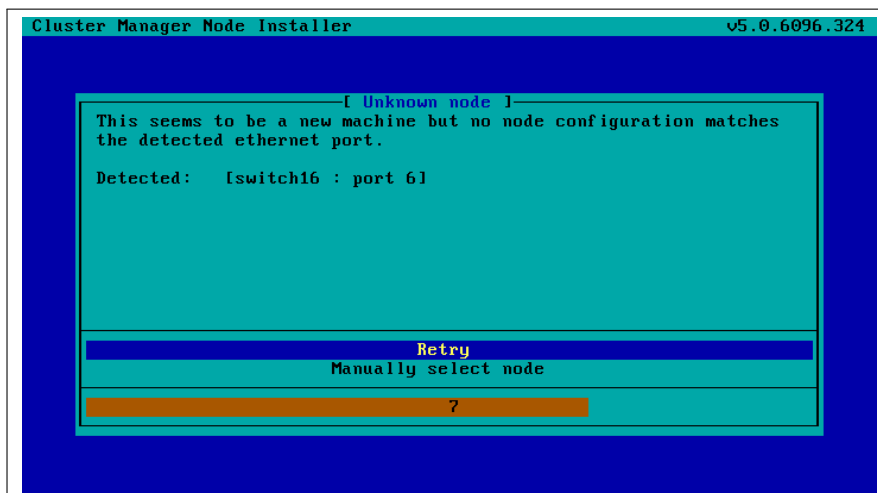 Cluster Manager Node Installer v5.0.6096.324
[ Unknown node ]
This seems to be a new machine but no node configuration matches
the detected ethernet port.
Detected: [switch16 : port 6]
Retry
Manually select node
7